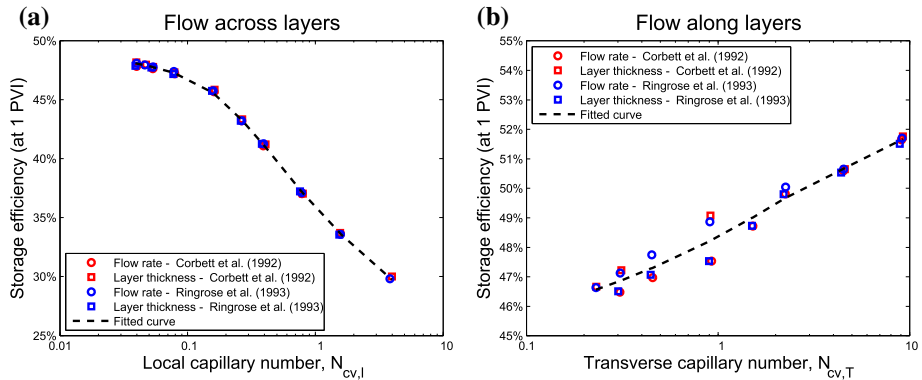 (a)
Flow across layers
Storage efficiency (at 1 PVI)
50%
45%
40%
35%
30%
25%
Flow rate - Corbett et al. (1992)
Layer thickness - Corbett et al. (1992)
Flow rate - Ringrose et al. (1993)
Layer thickness - Ringrose et al. (1993)
Fitted curve
0.01
0.1
1
10
Local capillary number, N_cv,l
(b)
Flow along layers
Storage efficiency (at 1 PVI)
55%
54%
53%
52%
51%
50%
49%
48%
47%
46%
45%
Flow rate - Corbett et al. (1992)
Layer thickness - Corbett et al. (1992)
Flow rate - Ringrose et al. (1993)
Layer thickness - Ringrose et al. (1993)
Fitted curve
0.1
1
10
Transverse capillary number, N_cv,T